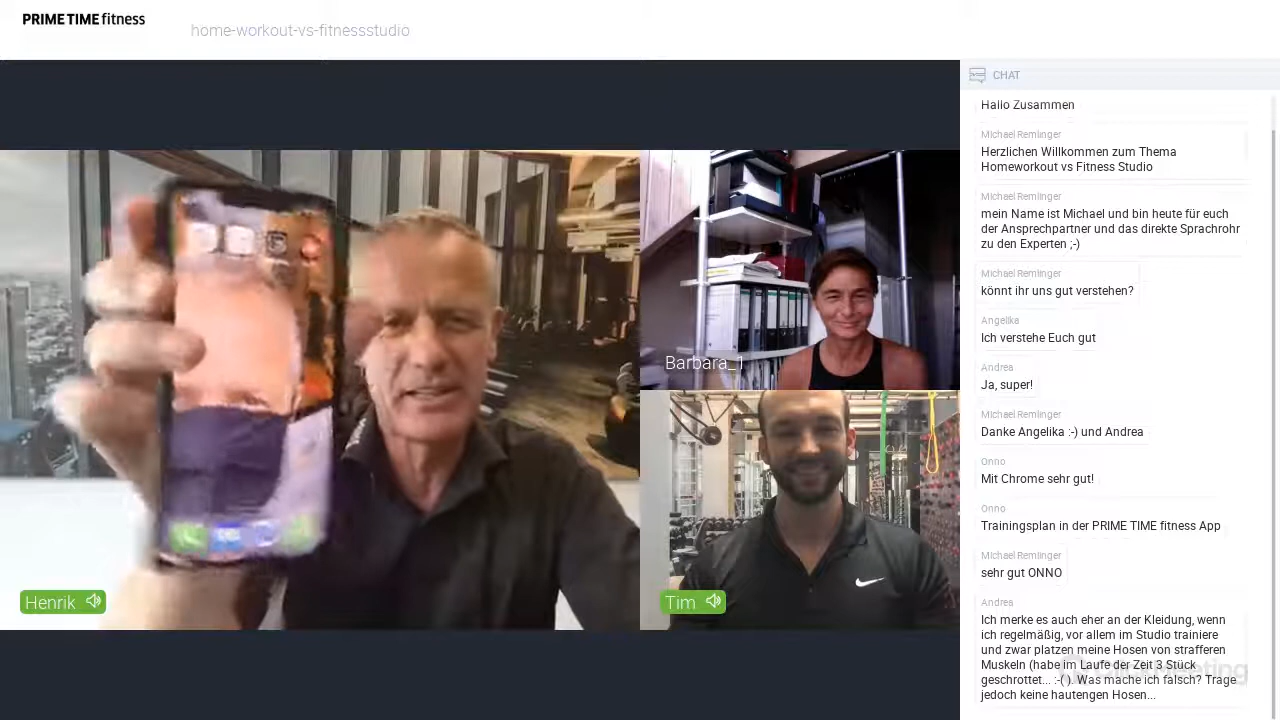 PRIME TIME fitness
home-workout-vs-fitnessstudio
CHAT
Hallo Zusammen
Michael Remlinger
Herzlichen Willkommen zum Thema
Homeworkout vs Fitness Studio
Michael Remlinger
mein Name ist Michael und bin heute für euch
der Ansprechpartner und das direkte Sprachrohr
zu den Experten ;-)
Michael Remlinger
könnt ihr uns gut verstehen?
Angelika
Ich verstehe Euch gut
Andrea
Ja, super!
Michael Remlinger
Danke Angelika :-) und Andrea
Onno
Mit Chrome sehr gut!
Onno
Trainingsplan in der PRIME TIME fitness App
Michael Remlinger
sehr gut ONNO
Andrea
Ich merke es auch eher an der Kleidung, wenn
ich regelmäßig, vor allem im Studio trainiere
und zwar platzen meine Hosen von strafferen
Muskeln (habe im Laufe der Zeit 3 Stück
geschrottet... :-( ). Was mache ich falsch? Trage
jedoch keine hautengen Hosen...
Barbara_1
Henrik
Tim